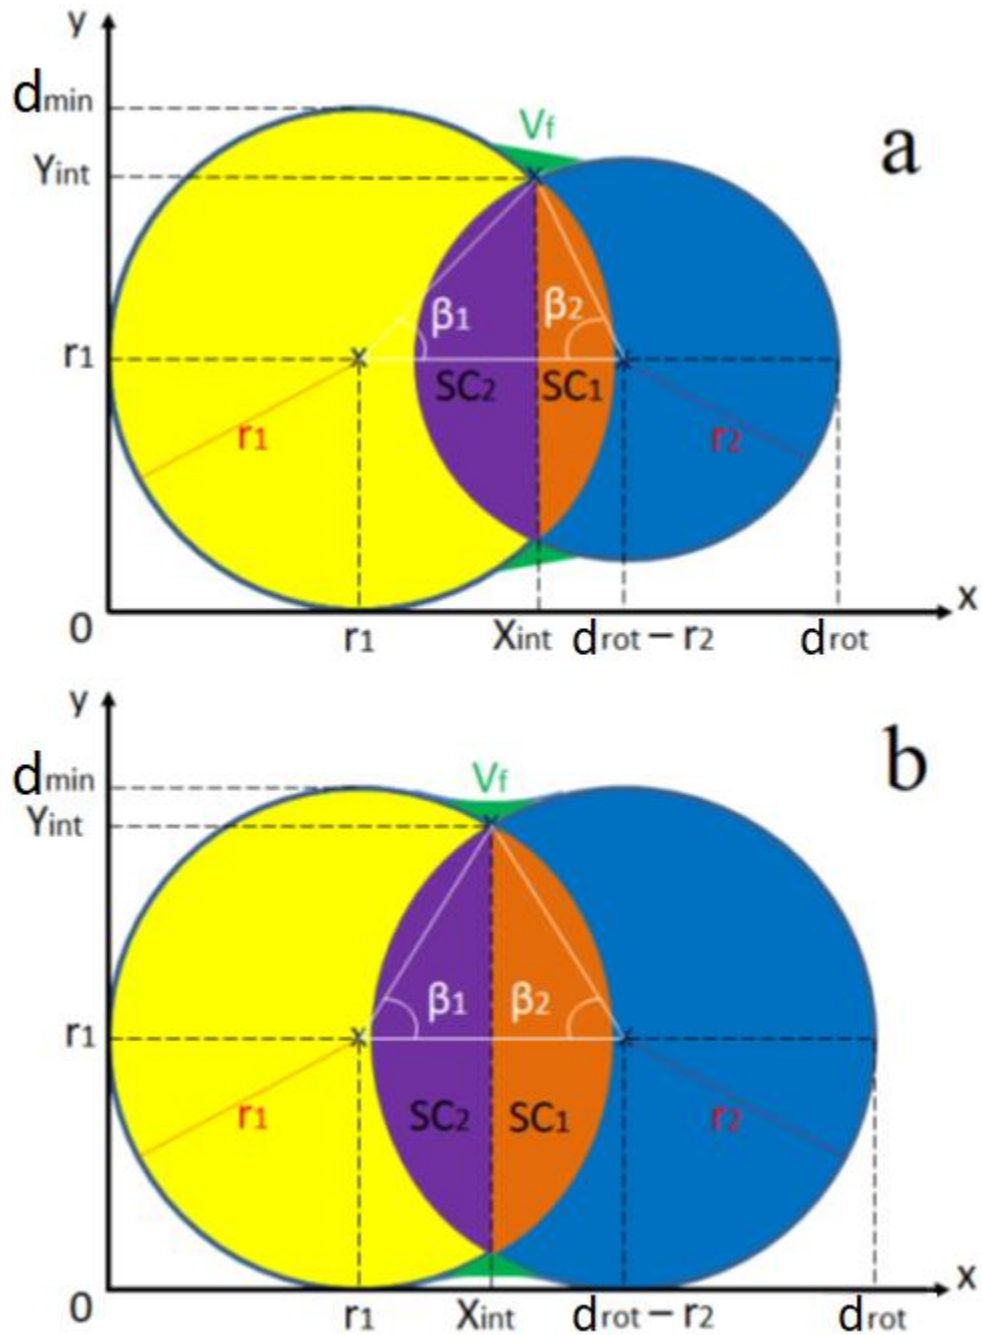 y
dmin
Vf
a
Yint
β1
β2
r1
SC2
SC1
r1
r2
x
0
r1
Xint
drot – r2
drot
y
b
dmin
Vf
Yint
β1
β2
r1
r1
SC2
SC1
r2
x
0
r1
Xint
drot – r2
drot